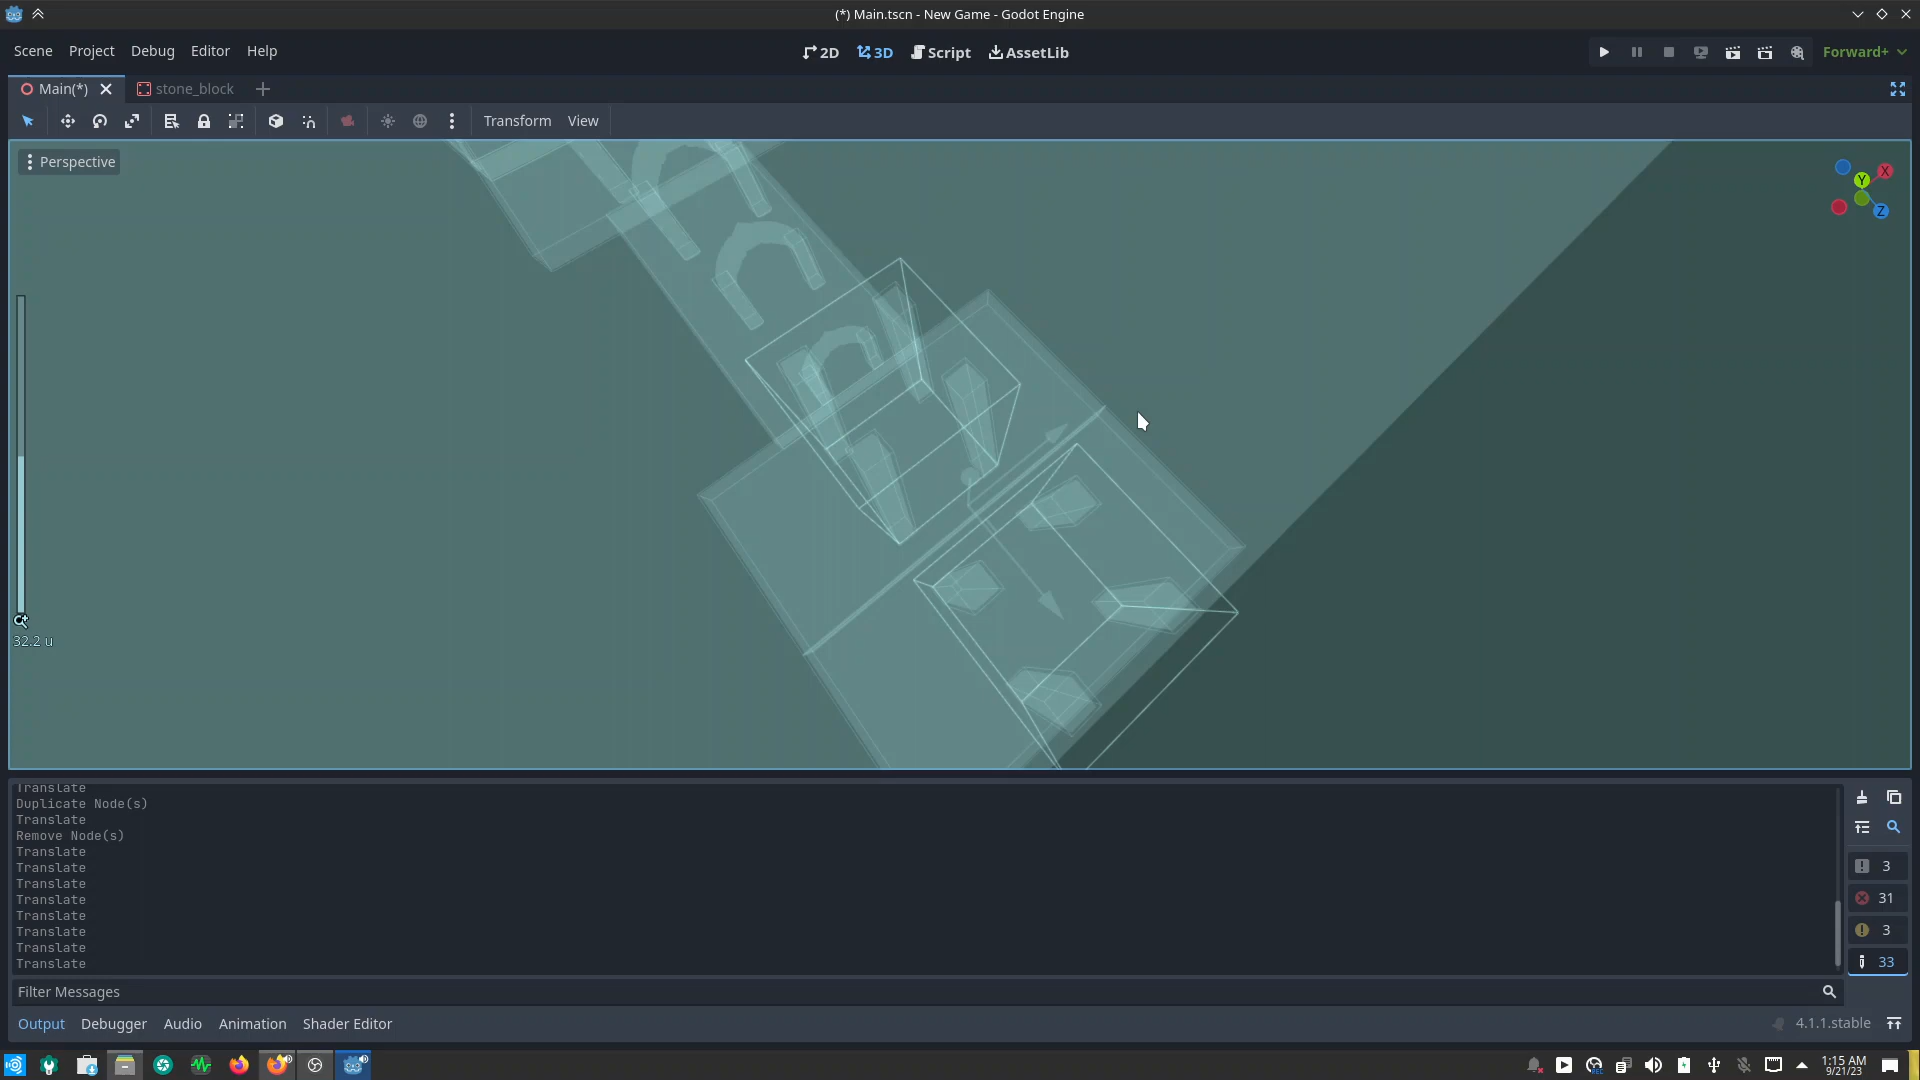 (*) Main.tscn - New Game - Godot Engine
Scene Project Debug Editor Help
2D 3D Script AssetLib
Forward+
Main(*) stone_block
Transform View
Perspective
X
Y
Z
32.2 u
Translate
Duplicate Node(s)
Translate
Remove Node(s)
Translate
Translate
Translate
Translate
Translate
Translate
Translate
Translate
3
31
3
33
Filter Messages
Output Debugger Audio Animation Shader Editor
4.1.1.stable
1:15 AM
9/21/23